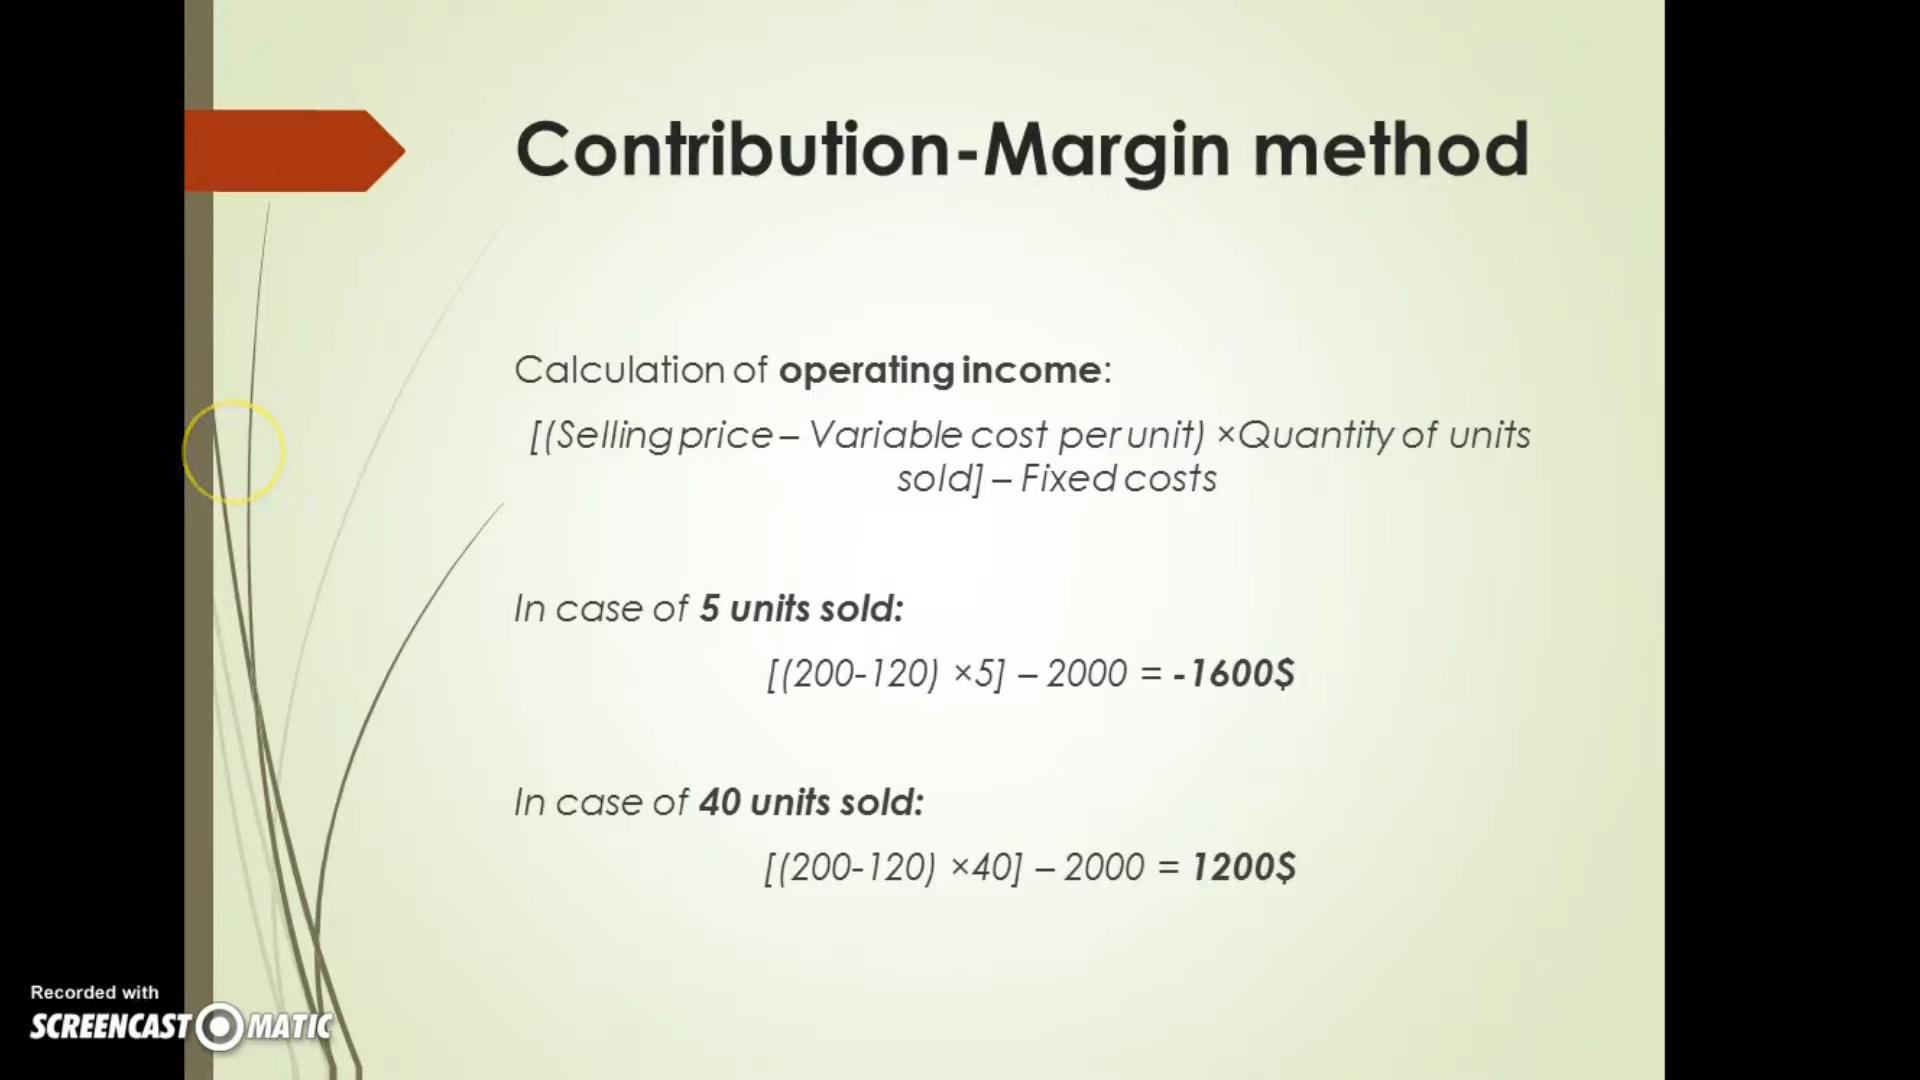 Contribution-Margin method
Calculation of operating income:
[(Selling price – Variable cost per unit) ×Quantity of units
sold] – Fixed costs
In case of 5 units sold:
[(200-120) ×5] – 2000 = -1600$
In case of 40 units sold:
[(200-120) ×40] – 2000 = 1200$
Recorded with
SCREENCAST MATIC